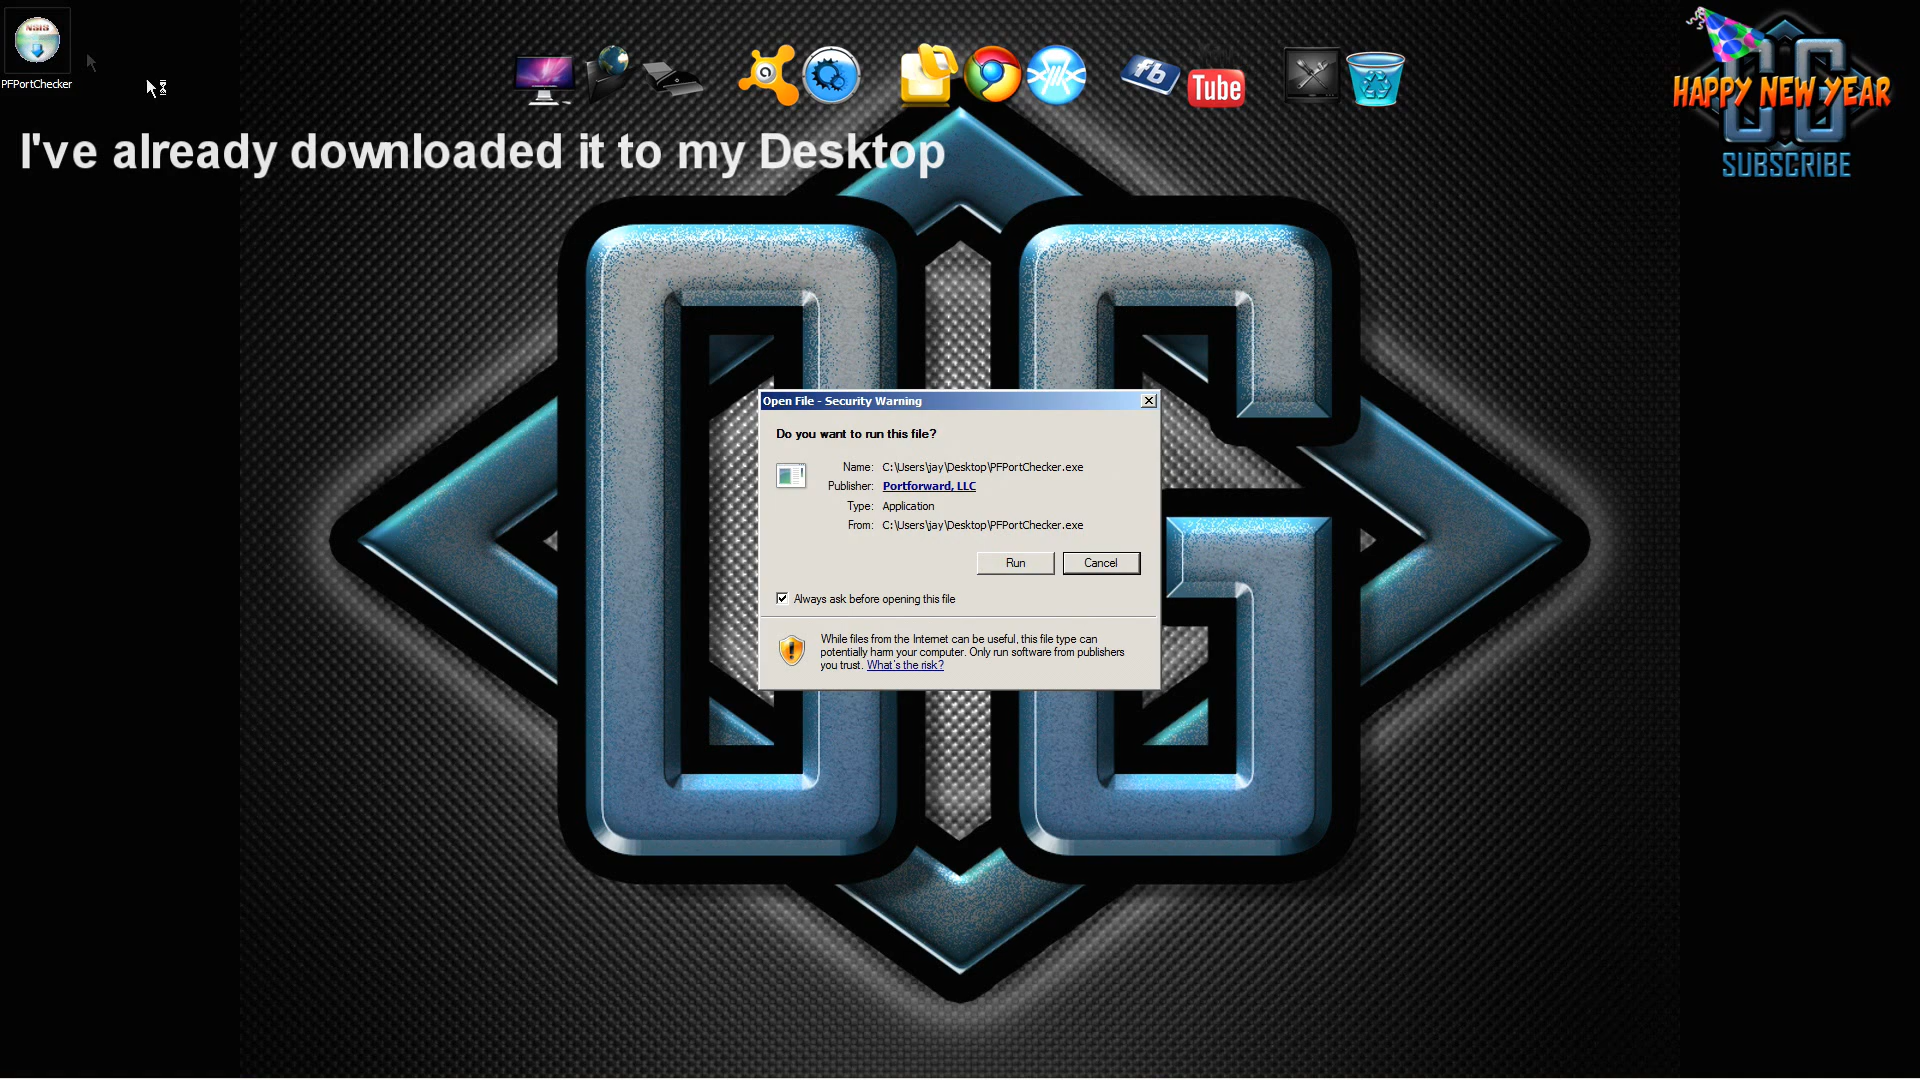 NSIS
PFPortChecker
fb
You
Tube
HAPPY NEW YEAR
SUBSCRIBE
I've already downloaded it to my Desktop
Open File - Security Warning
Do you want to run this file?
Name: C:\Users\jay\Desktop\PFPortChecker.exe
Publisher: Portforward, LLC
Type: Application
From: C:\Users\jay\Desktop\PFPortChecker.exe
Run Cancel
Always ask before opening this file
While files from the Internet can be useful, this file type can
potentially harm your computer. Only run software from publishers
you trust. What's the risk?